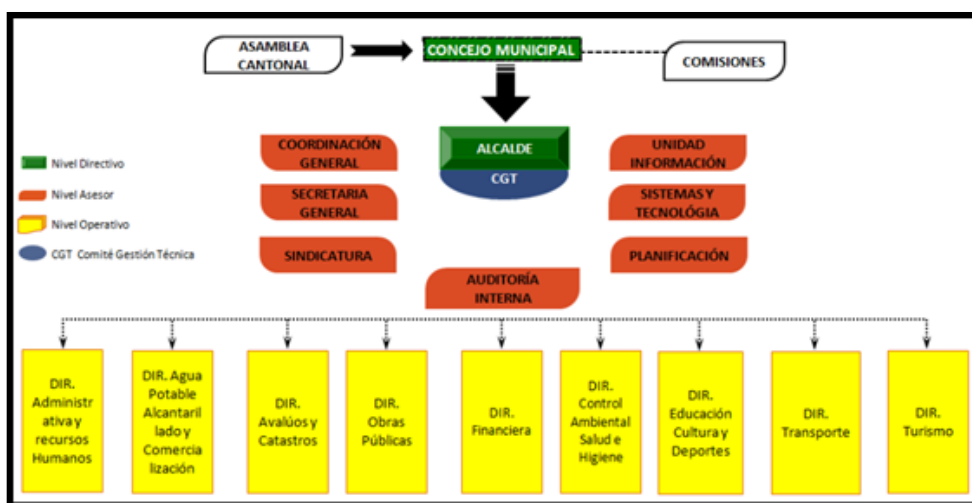 ASAMBLEA
CANTONAL
CONCEJO MUNICIPAL
COMISIONES
COORDINACIÓN
GENERAL
ALCALDE
CGT
UNIDAD
INFORMACIÓN
Nivel Directivo
Nivel Asesor
Nivel Operativo
CGT Comité Gestión Técnica
SECRETARIA
GENERAL
SISTEMAS Y
TECNOLÓGIA
SINDICATURA
PLANIFICACIÓN
AUDITORÍA
INTERNA
DIR.
Administr
ativa y
recursos
Humanos
DIR. Agua
Potable
Alcantaril
lado y
Comercia
lización
DIR.
Avalúos y
Catastros
DIR.
Obras
Públicas
DIR.
Financiera
DIR.
Control
Ambiental
Salud e
Higiene
DIR.
Educación
Cultura y
Deportes
DIR.
Transporte
DIR.
Turismo